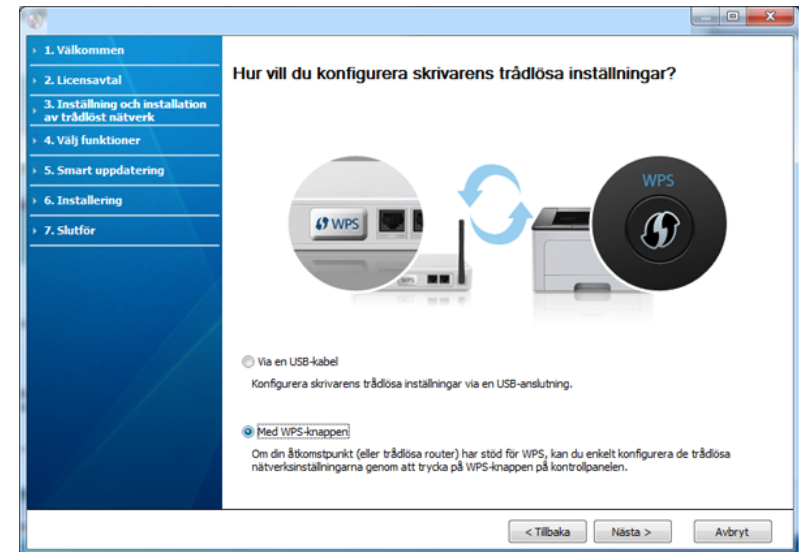 1. Välkommen
2. Licensavtal
3. Inställning och installation
av trådlöst nätverk
4. Välj funktioner
5. Smart uppdatering
6. Installering
7. Slutför
Hur vill du konfigurera skrivarens trådlösa inställningar?
WPS
WPS
WPS
Via en USB-kabel
Konfigurera skrivarens trådlösa inställningar via en USB-anslutning.
Med WPS-knappen
Om din åtkomstpunkt (eller trådlösa router) har stöd för WPS, kan du enkelt konfigurera de trådlösa
nätverksinställningarna genom att trycka på WPS-knappen på kontrollpanelen.
< Tillbaka
Nästa >
Avbryt